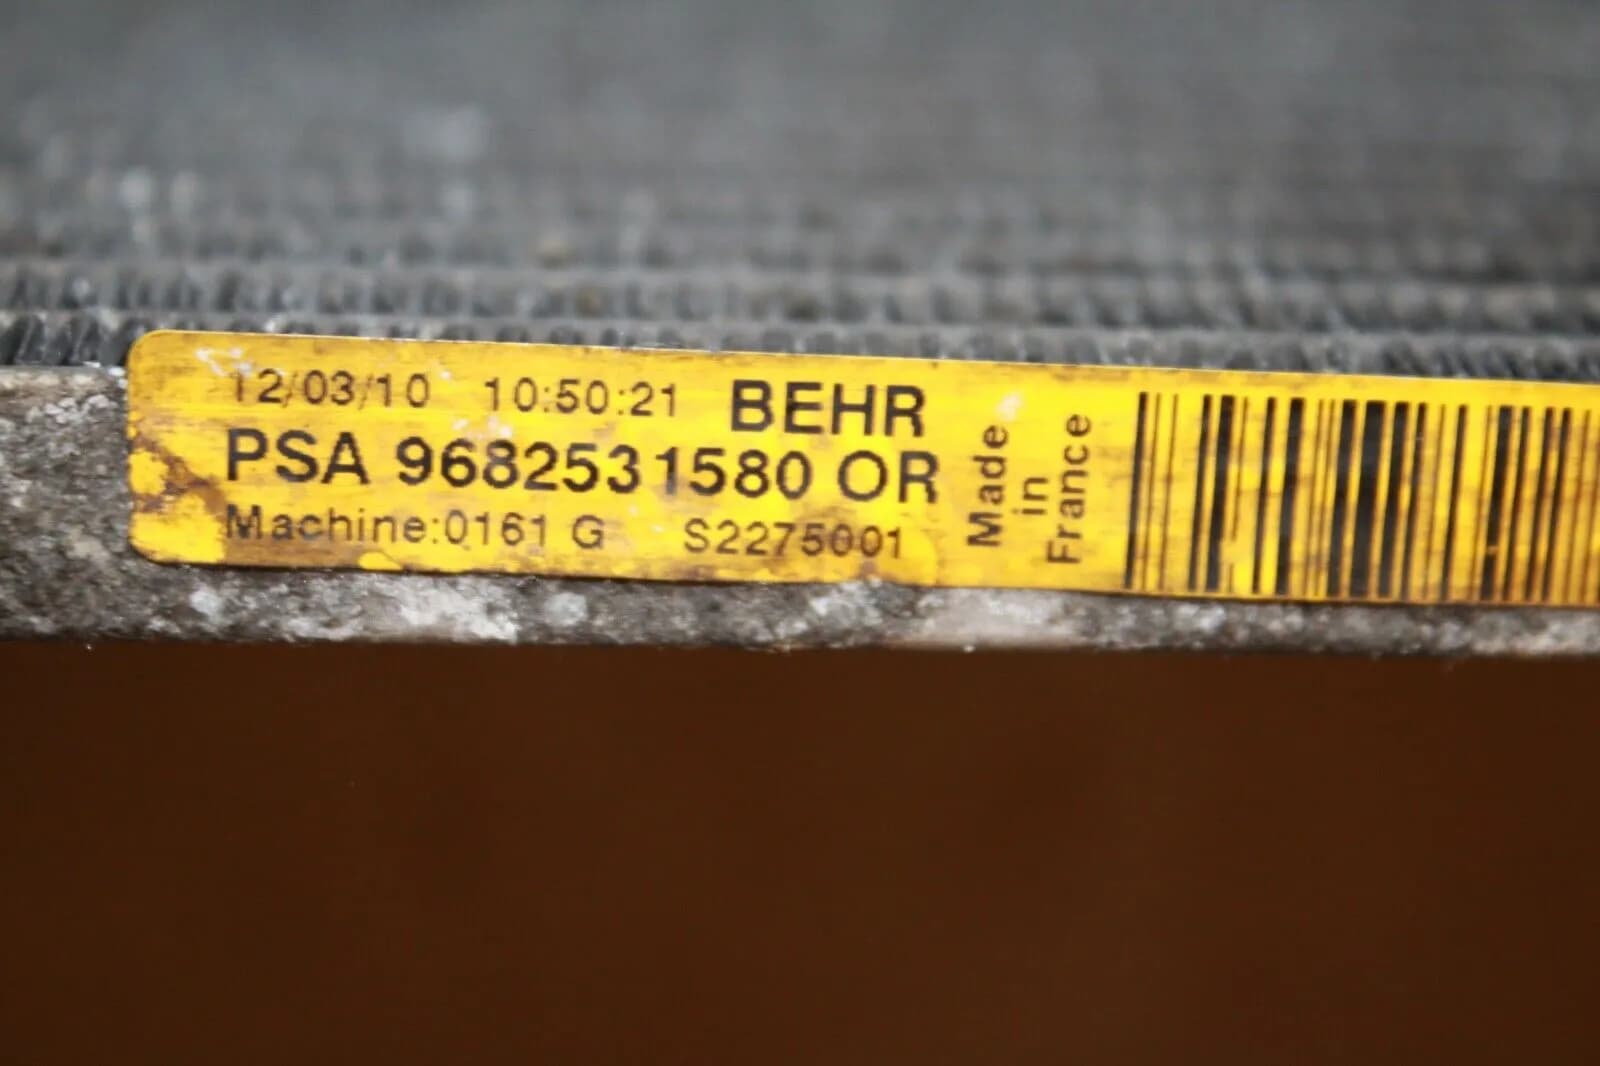 12/03/10 10:50:21 BEHR
PSA 9682531580 OR
Machine:0161 G S2275001
Made
in
France